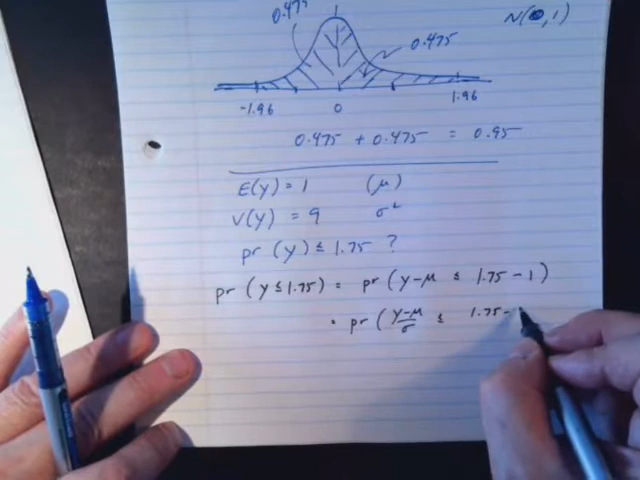 0.475
N(0,1)
0.475
-1.96 0 1.96
0.475 + 0.475 = 0.95
E(y) = 1 (μ)
V(y) = 9 σ²
pr (y) ≤ 1.75 ?
pr (y ≤ 1.75) = pr (y-μ ≤ 1.75 - 1)
= pr ( y-μ/σ ≤ 1.75 -